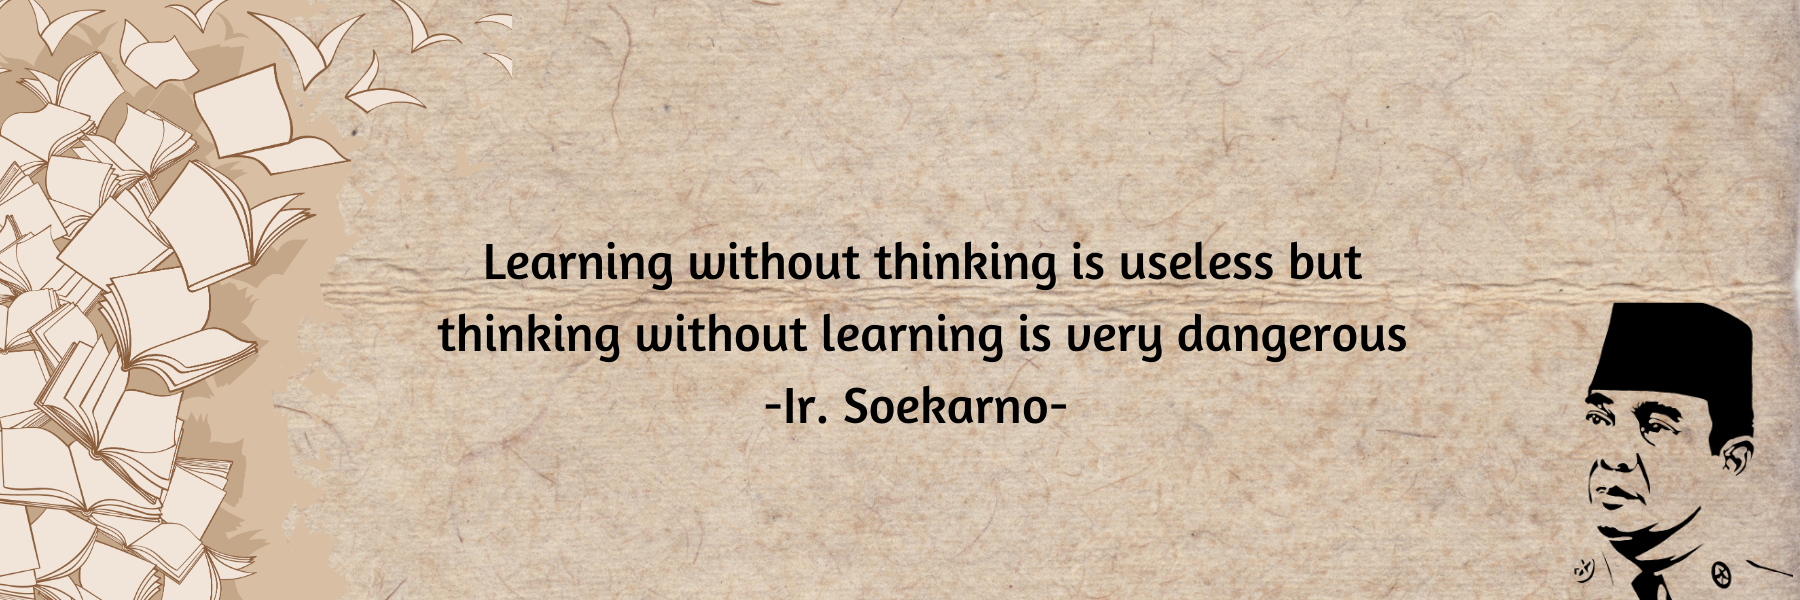 Learning without thinking is useless but
thinking without learning is very dangerous
-Ir. Soekarno-